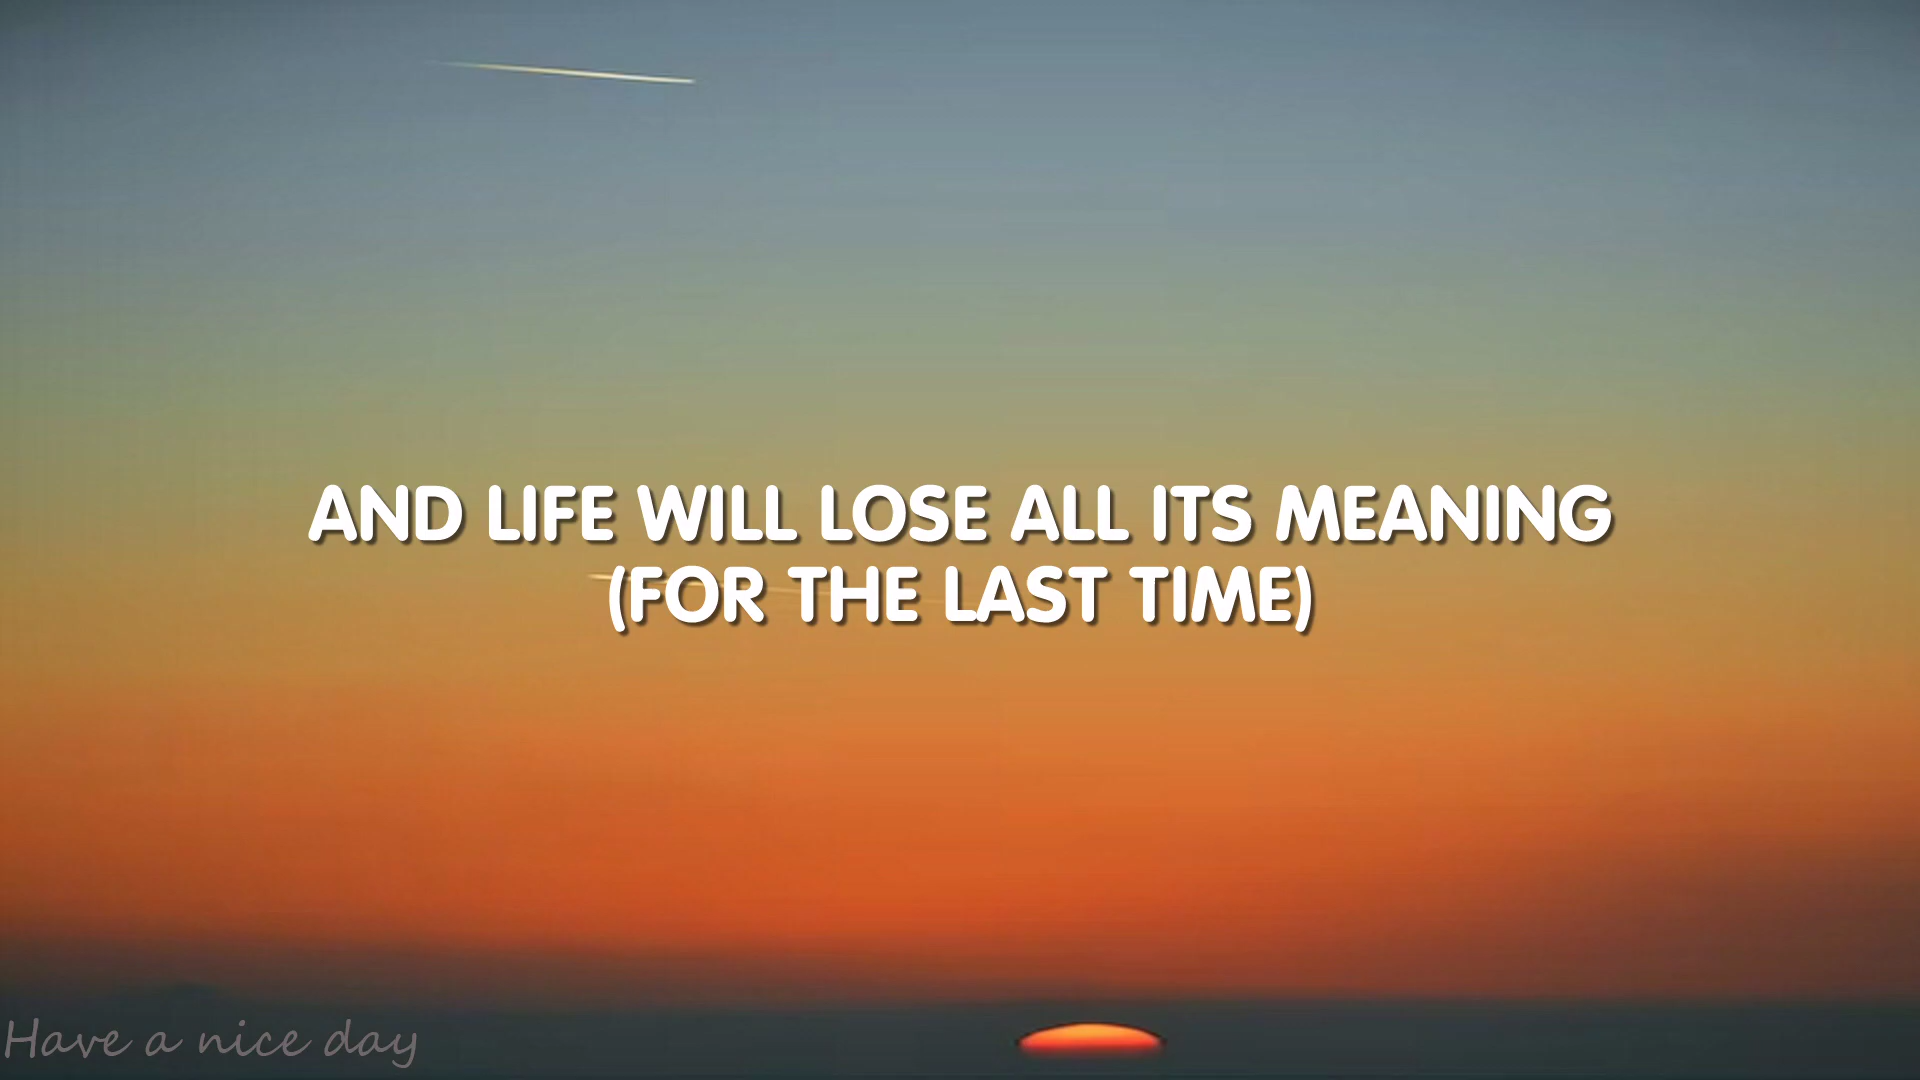 AND LIFE WILL LOSE ALL ITS MEANING
(FOR THE LAST TIME)
Have a nice day